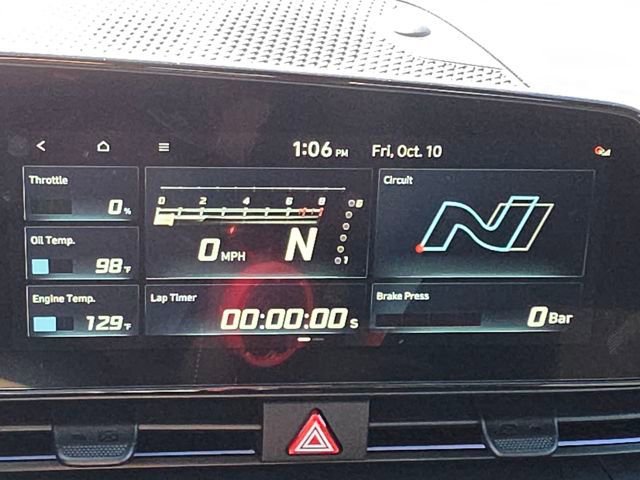 1:06 PM Fri, Oct. 10
Throttle
0 %
Oil Temp.
98 °F
Engine Temp.
129 °F
0 2 4 6 8
0 MPH
N
1
Lap Timer
00:00:00 s
Circuit
Brake Press
0 Bar